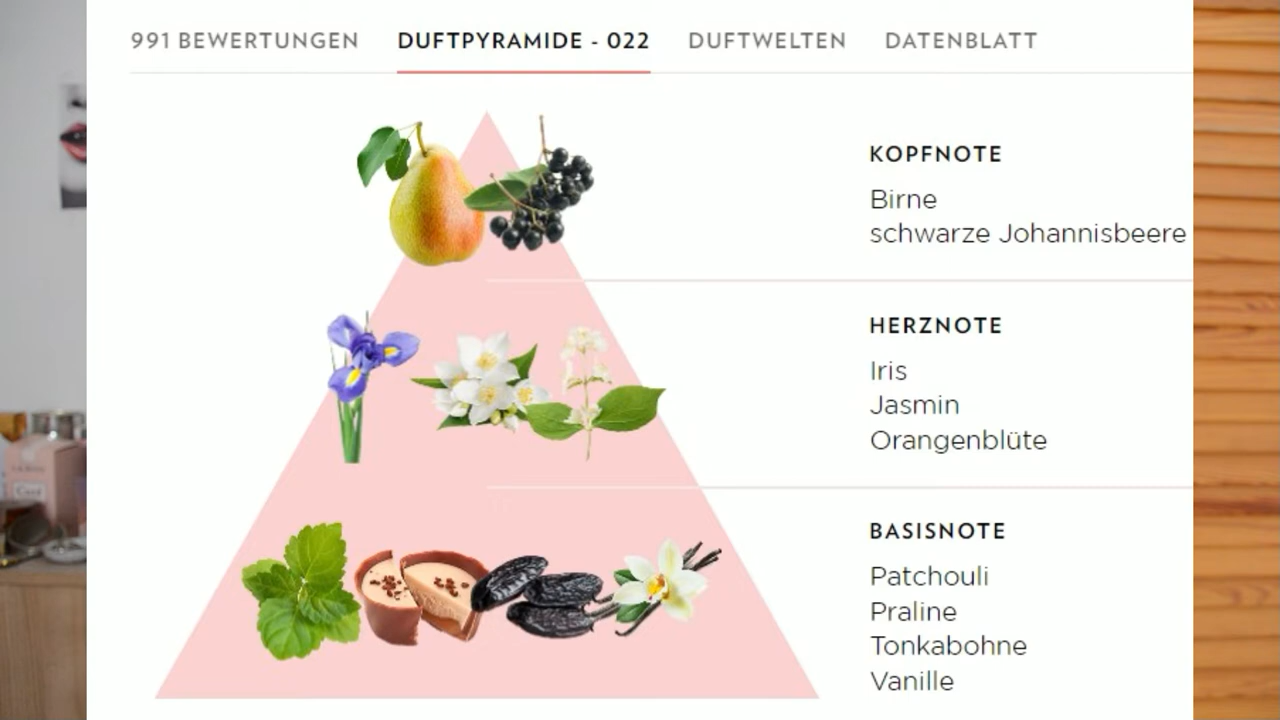 991 BEWERTUNGEN DUFTPYRAMIDE - 022 DUFTWELTEN DATENBLATT
KOPFNOTE
Birne
schwarze Johannisbeere
HERZNOTE
Iris
Jasmin
Orangenblüte
BASISNOTE
Patchouli
Praline
Tonkabohne
Vanille